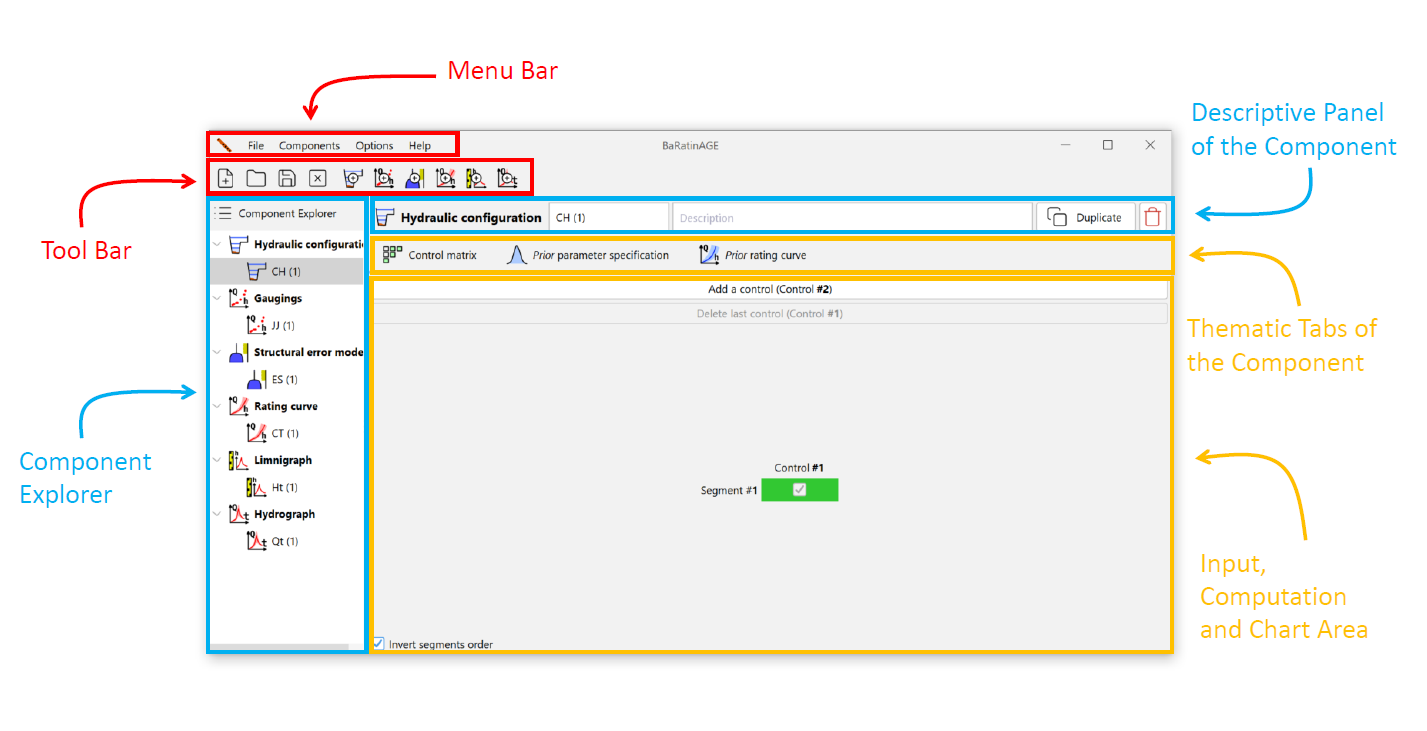 Menu Bar
Descriptive Panel
of the Component
File Components Options Help
BaRatinAGE
Tool Bar
Component Explorer
Hydraulic configuration CH (1) Description Duplicate
Hydraulic configurati
Control matrix Prior parameter specification Prior rating curve
CH (1)
Add a control (Control #2)
Gaugings
Delete last control (Control #1)
JJ (1)
Thematic Tabs of
the Component
Structural error mode
ES (1)
Rating curve
CT (1)
Component
Explorer
Limnigraph
Control #1
Ht (1)
Segment #1
Hydrograph
Qt (1)
Input,
Computation
and Chart Area
Invert segments order